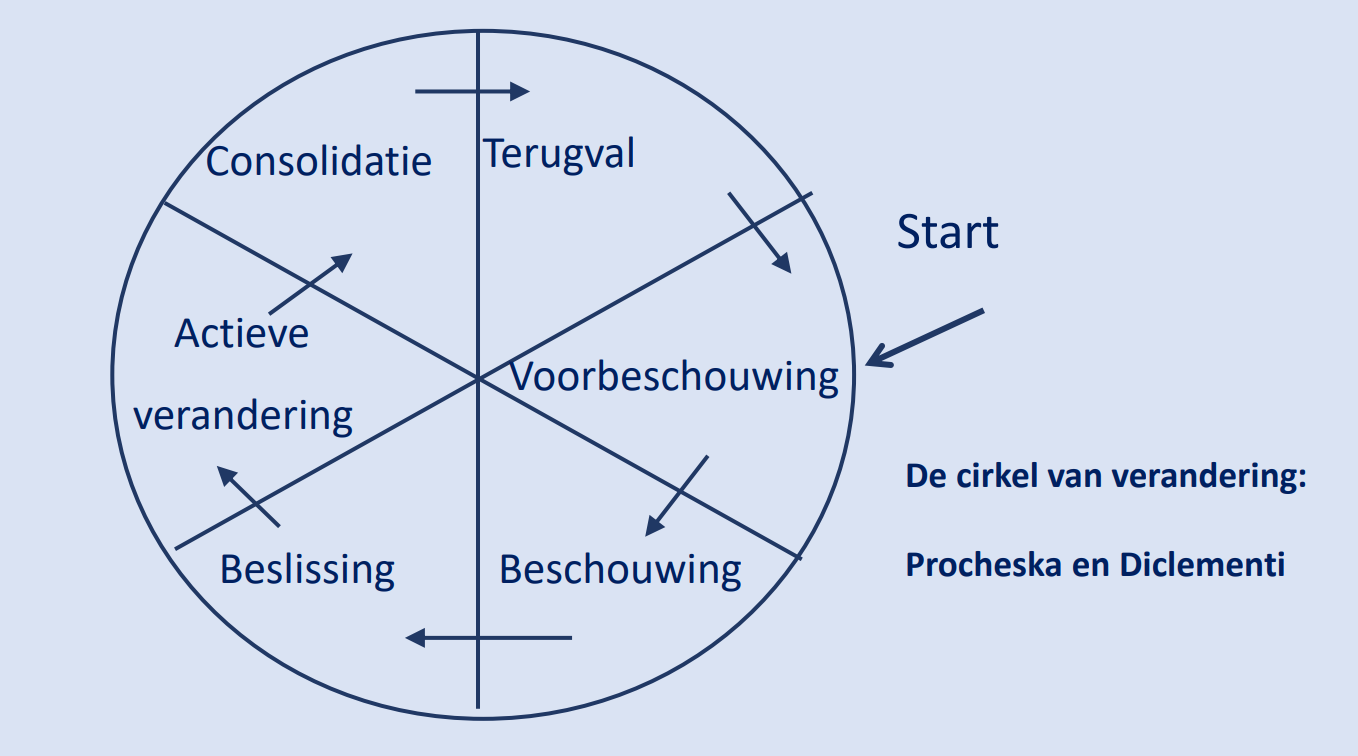 Consolidatie
Terugval
Start
Actieve
verandering
Voorbeschouwing
De cirkel van verandering:
Procheska en Diclementi
Beslissing
Beschouwing